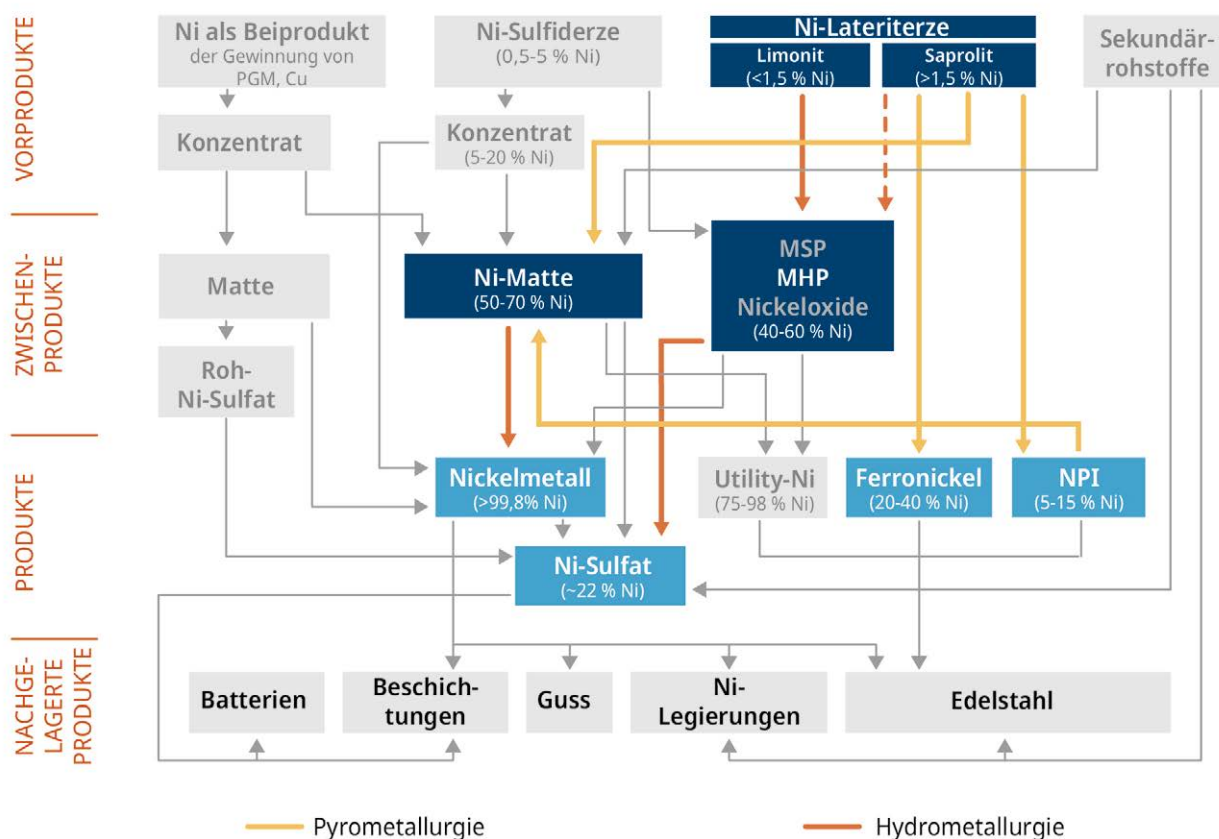 VORPRODUKTE
Ni als Beiprodukt
der Gewinnung von
PGM, Cu
Ni-Sulfiderze
(0,5-5 % Ni)
Ni-Lateriterze
Limonit
(<1,5 % Ni)
Saprolit
(>1,5 % Ni)
Sekundär-
rohstoffe
Konzentrat
Konzentrat
(5-20 % Ni)
ZWISCHEN-
PRODUKTE
Matte
Ni-Matte
(50-70 % Ni)
MSP
MHP
Nickeloxide
(40-60 % Ni)
Roh-
Ni-Sulfat
PRODUKTE
Nickelmetall
(>99,8% Ni)
Utility-Ni
(75-98 % Ni)
Ferronickel
(20-40 % Ni)
NPI
(5-15 % Ni)
Ni-Sulfat
(~22 % Ni)
NACHGE-
LAGERTE
PRODUKTE
Batterien
Beschich-
tungen
Guss
Ni-
Legierungen
Edelstahl
Pyrometallurgie
Hydrometallurgie